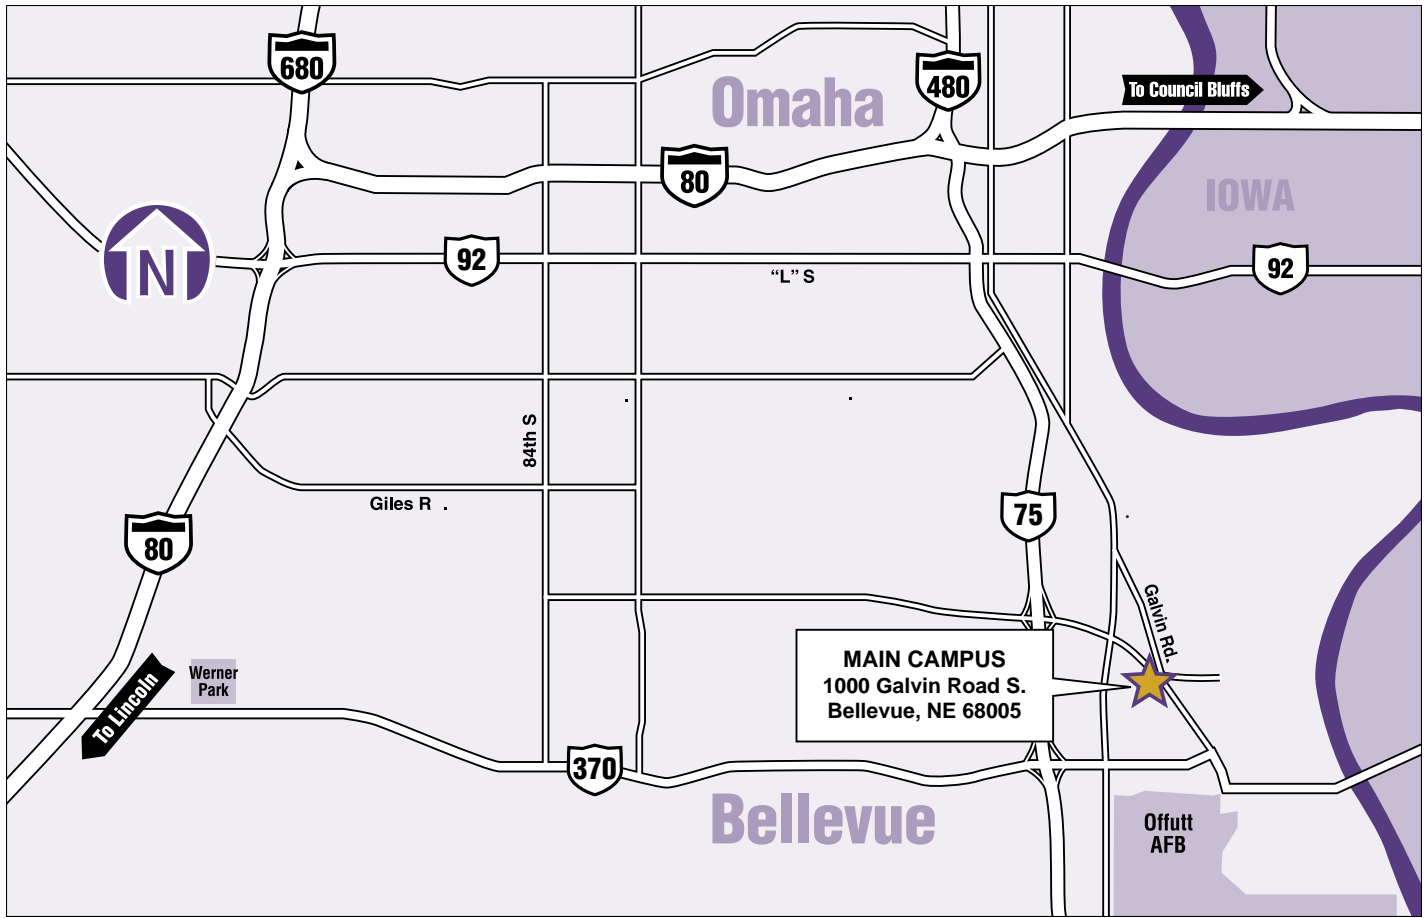 680
480
Omaha
To Council Bluffs
80
IOWA
N
92
92
“L” S
84th S
Giles R .
75
80
Galvin Rd.
Werner
Park
MAIN CAMPUS
1000 Galvin Road S.
Bellevue, NE 68005
To Lincoln
370
Bellevue
Offutt
AFB